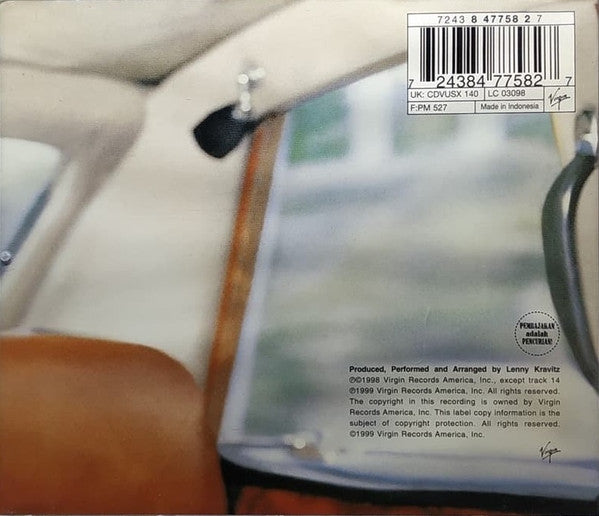 7243 8 47758 2 7
7 24384 77582 7
UK: CDVUSX 140 LC 03098
F:PM 527 Made in Indonesia Virgin
PEMBAJAKAN
adalah
PENCURIAN!
Produced, Performed and Arranged by Lenny Kravitz
℗©1998 Virgin Records America, Inc., except track 14
℗1999 Virgin Records America, Inc. All rights reserved.
The copyright in this recording is owned by Virgin
Records America, Inc. This label copy information is the
subject of copyright protection. All rights reserved.
©1999 Virgin Records America, Inc.
Virgin